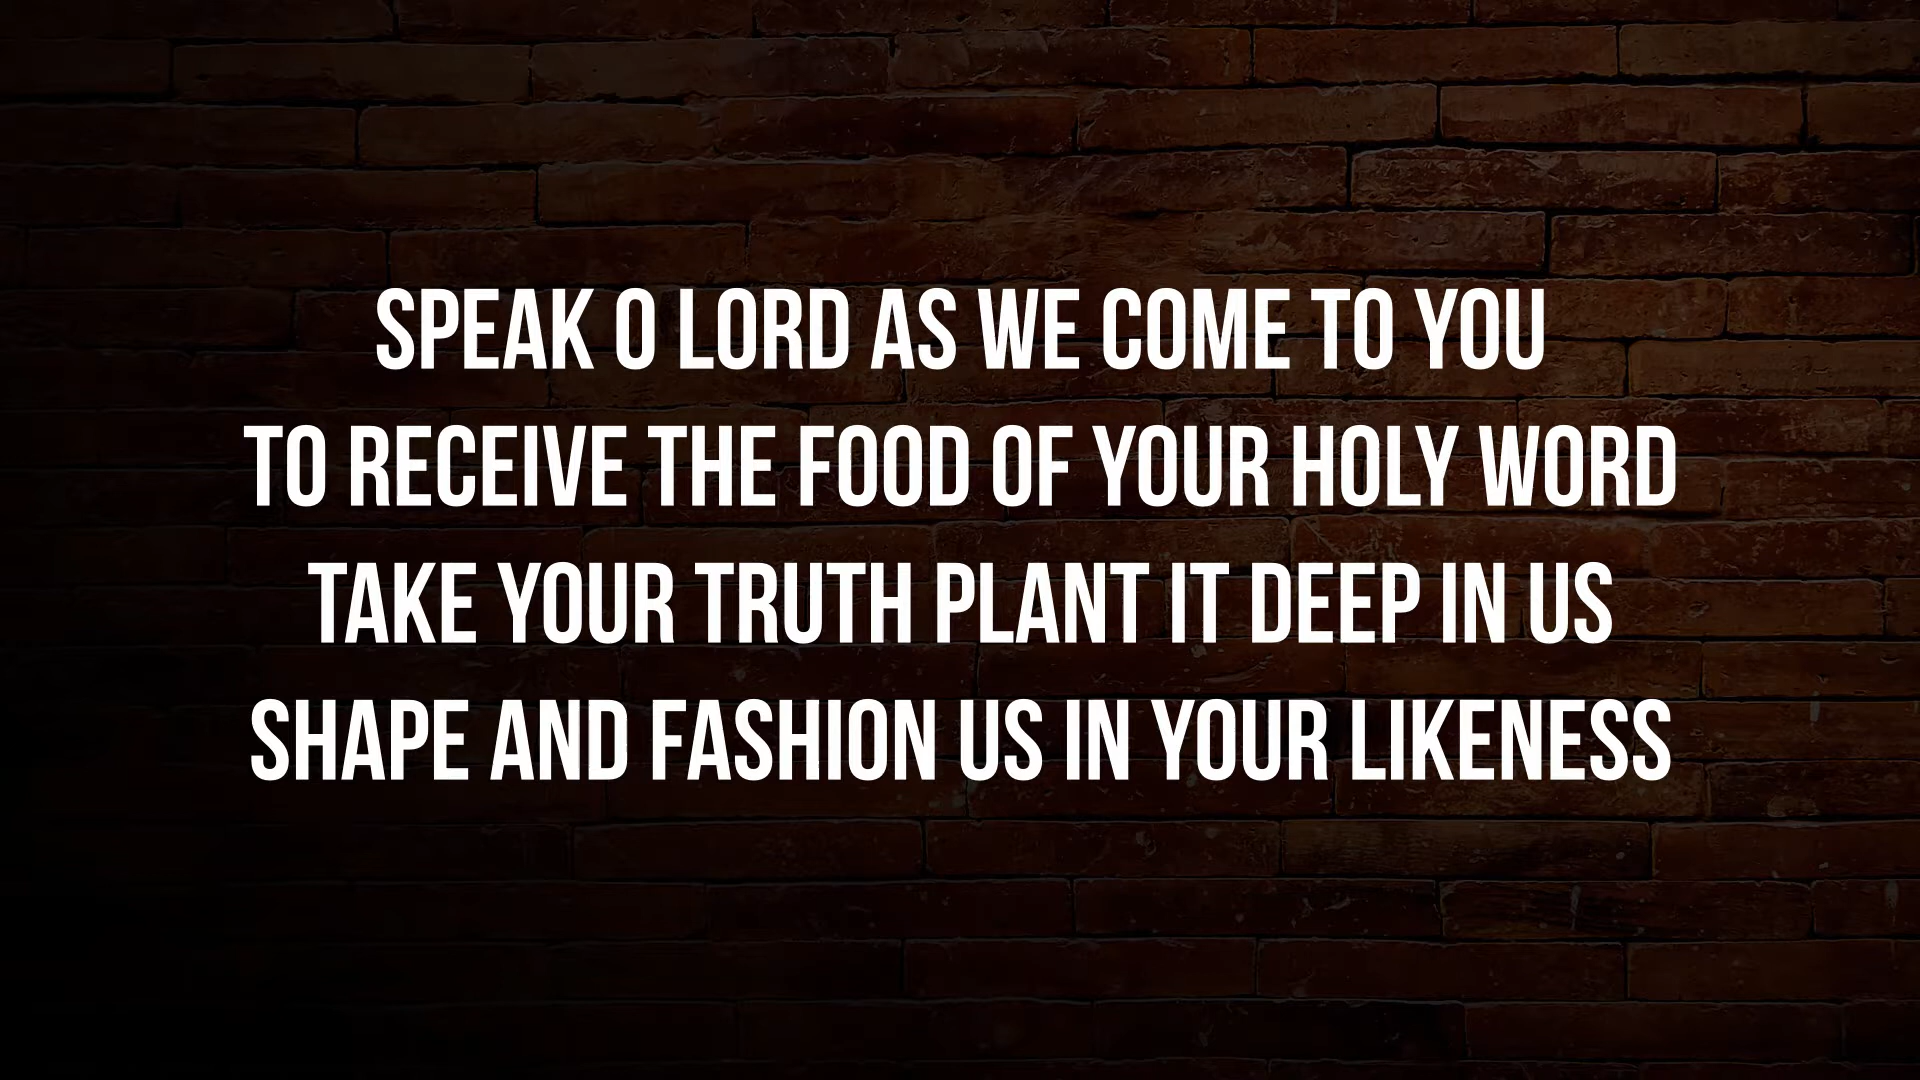 SPEAK O LORD AS WE COME TO YOU
TO RECEIVE THE FOOD OF YOUR HOLY WORD
TAKE YOUR TRUTH PLANT IT DEEP IN US
SHAPE AND FASHION US IN YOUR LIKENESS